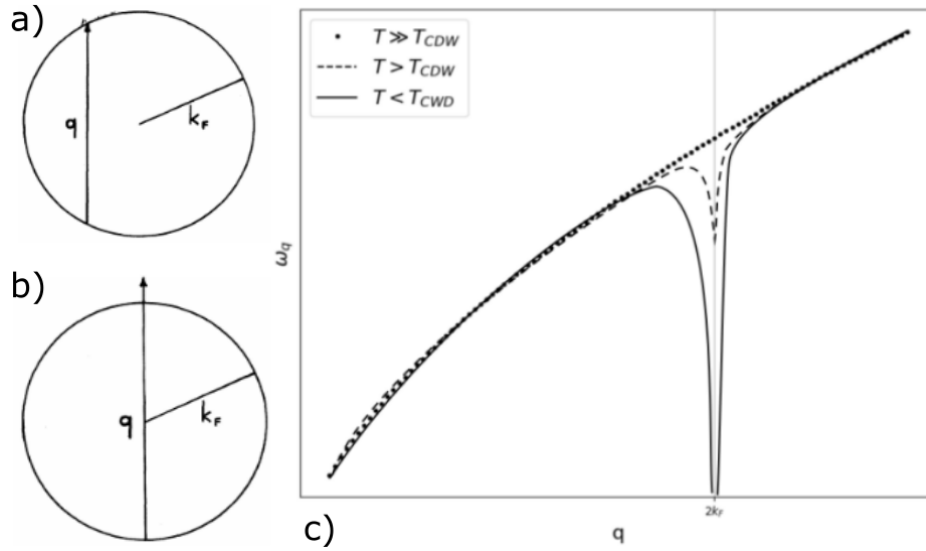 a)
q
k_F
b)
q
k_F
T ≫ T_CDW
T > T_CDW
T < T_CWD
ω_q
2k_F
c)
q